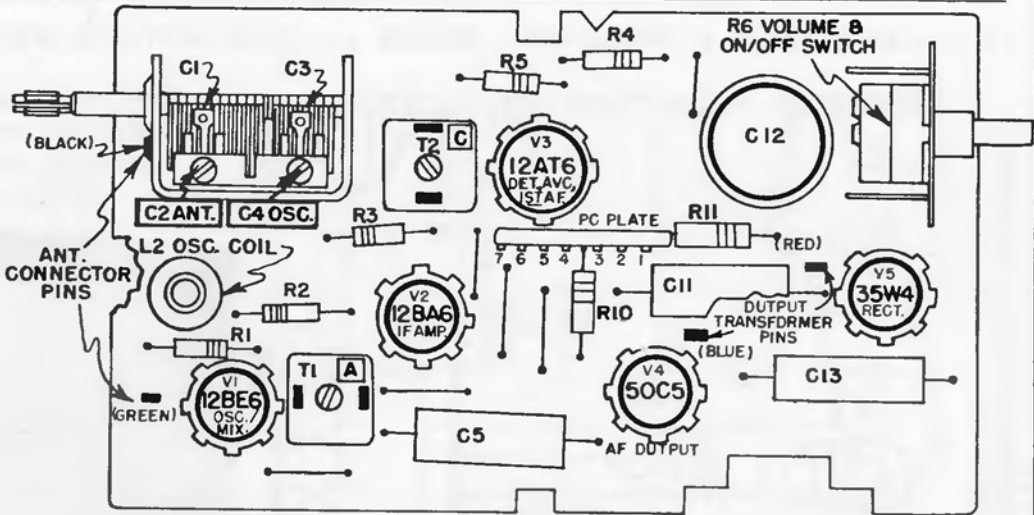 R6 VOLUME &
ON/OFF SWITCH
R4
R5
C1
C3
(BLACK)
T2
C
V3
12AT6
DET. AVC,
1ST A.F.
C12
C2 ANT.
C4 OSC.
PC PLATE
R11
(RED)
R3
7 6 5 4 3 2 1
L2 OSC. COIL
ANT.
CONNECTOR
PINS
R2
V2
12BA6
IF AMP.
R10
C11
V5
35W4
RECT.
OUTPUT
TRANSFORMER
PINS
(BLUE)
R1
T1
A
V1
12BE6
OSC./
MIX.
(GREEN)
C5
V4
50C5
AF OUTPUT
C13